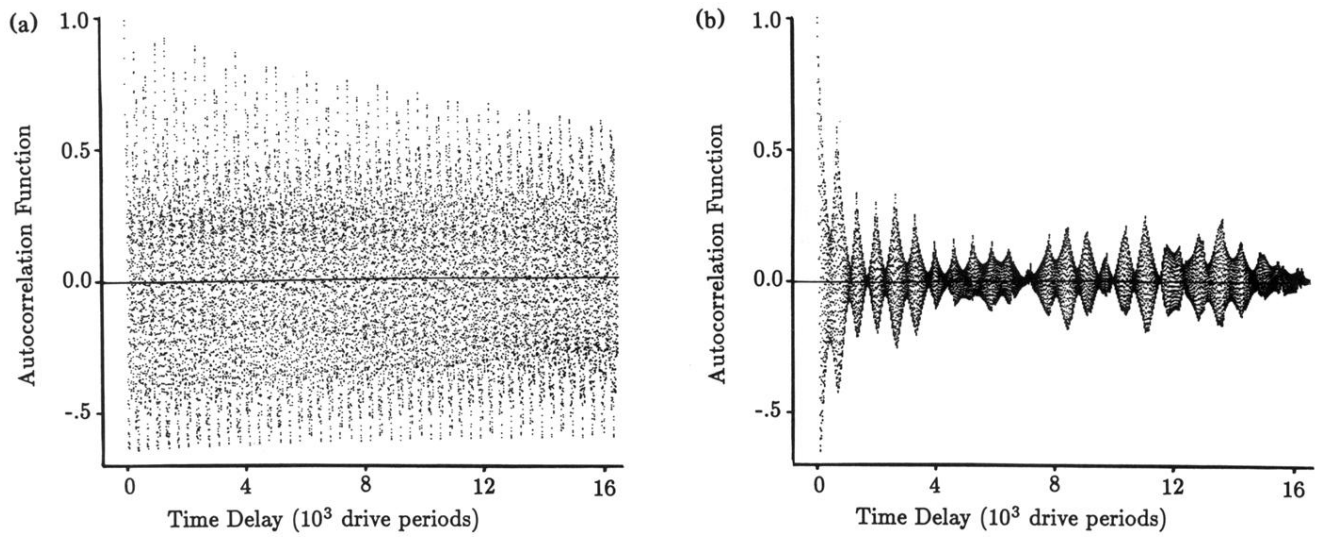 (a)
1.0
0.5
0.0
-.5
Autocorrelation Function
0 4 8 12 16
Time Delay (10³ drive periods)
(b)
1.0
0.5
0.0
-.5
Autocorrelation Function
0 4 8 12 16
Time Delay (10³ drive periods)